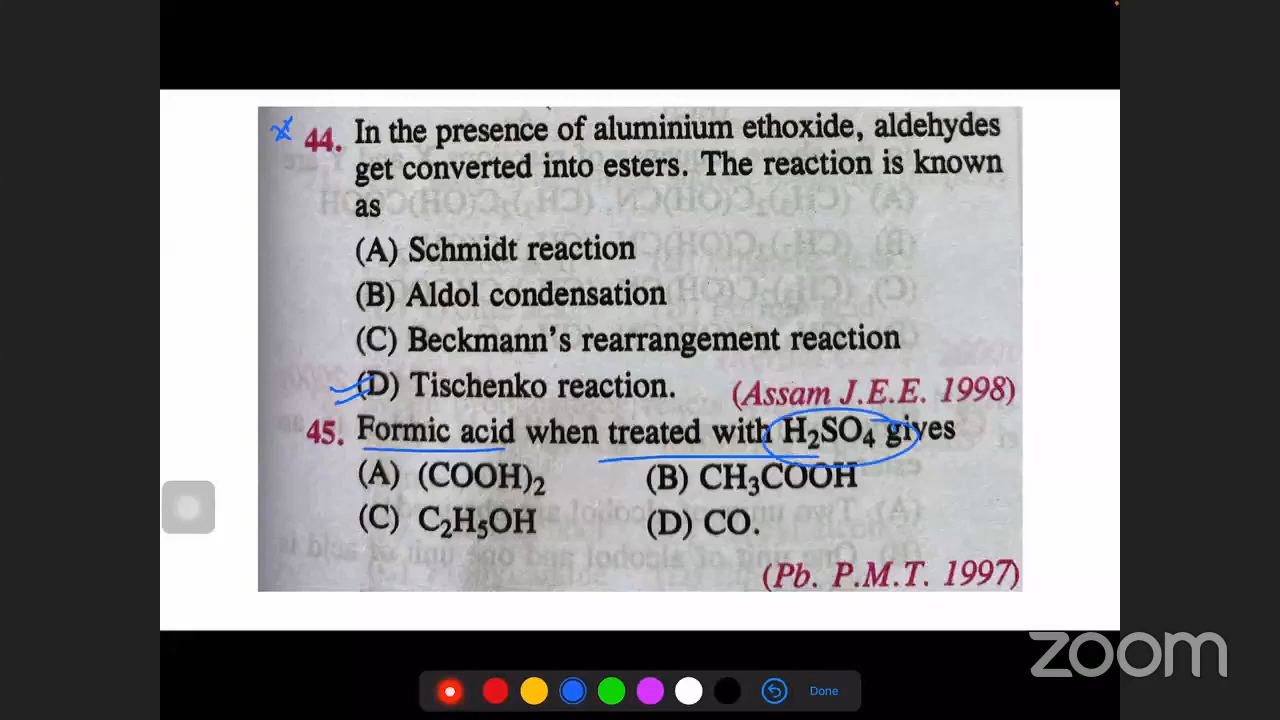 44. In the presence of aluminium ethoxide, aldehydes
get converted into esters. The reaction is known
as
(A) Schmidt reaction
(B) Aldol condensation
(C) Beckmann's rearrangement reaction
(D) Tischenko reaction. (Assam J.E.E. 1998)
45. Formic acid when treated with H₂SO₄ gives
(A) (COOH)₂ (B) CH₃COOH
(C) C₂H₅OH (D) CO.
(Pb. P.M.T. 1997)
zoom
Done